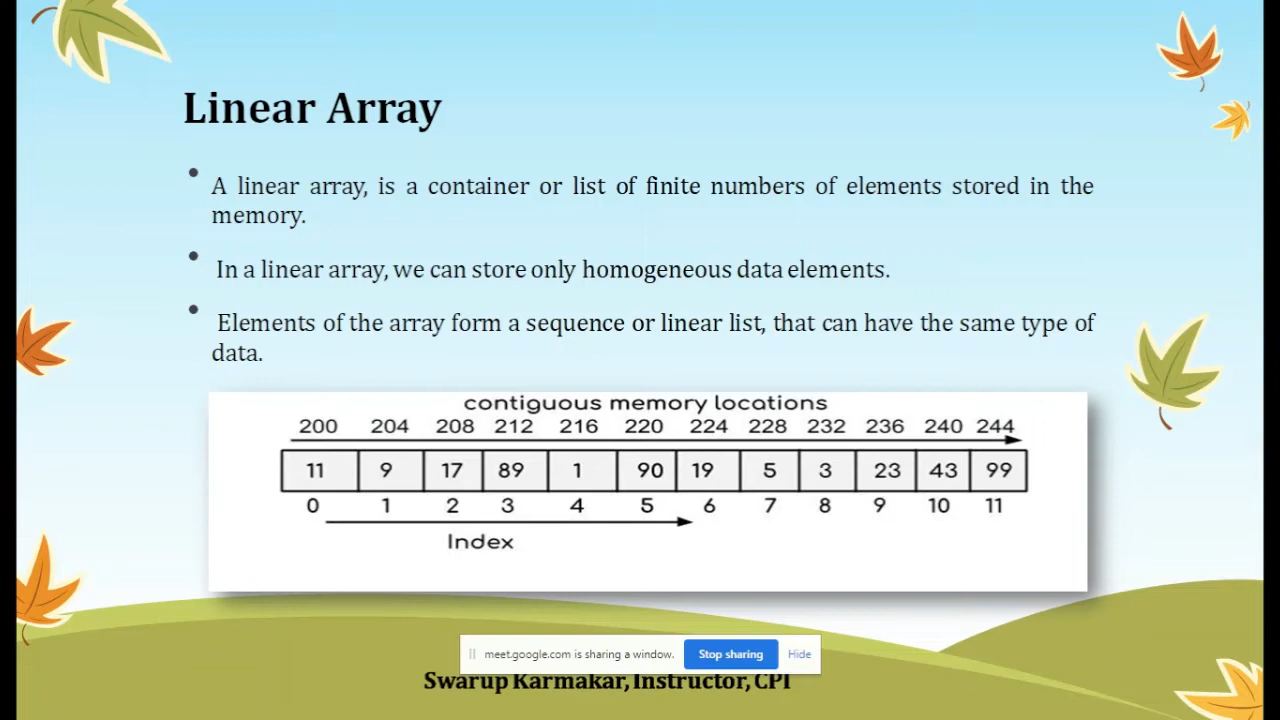 Linear Array
• A linear array, is a container or list of finite numbers of elements stored in the
memory.
• In a linear array, we can store only homogeneous data elements.
• Elements of the array form a sequence or linear list, that can have the same type of
data.
contiguous memory locations
200 204 208 212 216 220 224 228 232 236 240 244
11 9 17 89 1 90 19 5 3 23 43 99
0 1 2 3 4 5 6 7 8 9 10 11
Index
meet.google.com is sharing a window. Stop sharing Hide
Swarup Karmakar, Instructor, CPI